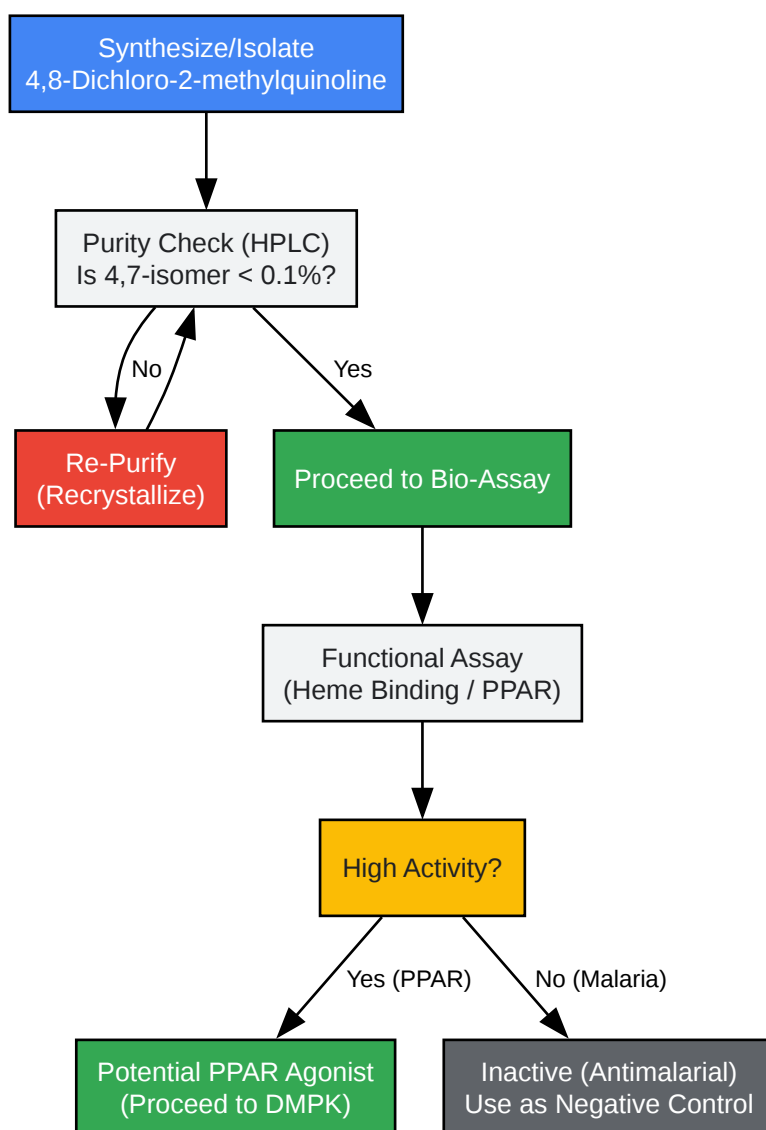 Synthesize/Isolate
4,8-Dichloro-2-methylquinoline
Purity Check (HPLC)
Is 4,7-isomer < 0.1%?
No
Yes
Re-Purify
(Recrystallize)
Proceed to Bio-Assay
Functional Assay
(Heme Binding / PPAR)
High Activity?
Yes (PPAR)
No (Malaria)
Potential PPAR Agonist
(Proceed to DMPK)
Inactive (Antimalarial)
Use as Negative Control